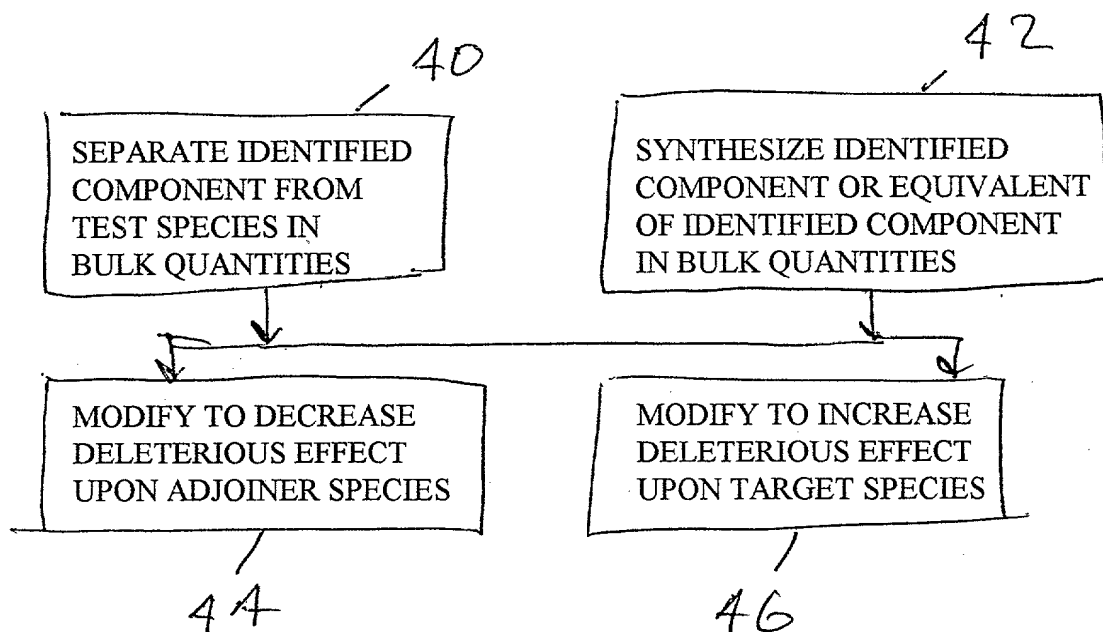 40
42
SEPARATE IDENTIFIED
COMPONENT FROM
TEST SPECIES IN
BULK QUANTITIES
SYNTHESIZE IDENTIFIED
COMPONENT OR EQUIVALENT
OF IDENTIFIED COMPONENT
IN BULK QUANTITIES
MODIFY TO DECREASE
DELETERIOUS EFFECT
UPON ADJOINER SPECIES
MODIFY TO INCREASE
DELETERIOUS EFFECT
UPON TARGET SPECIES
44
46